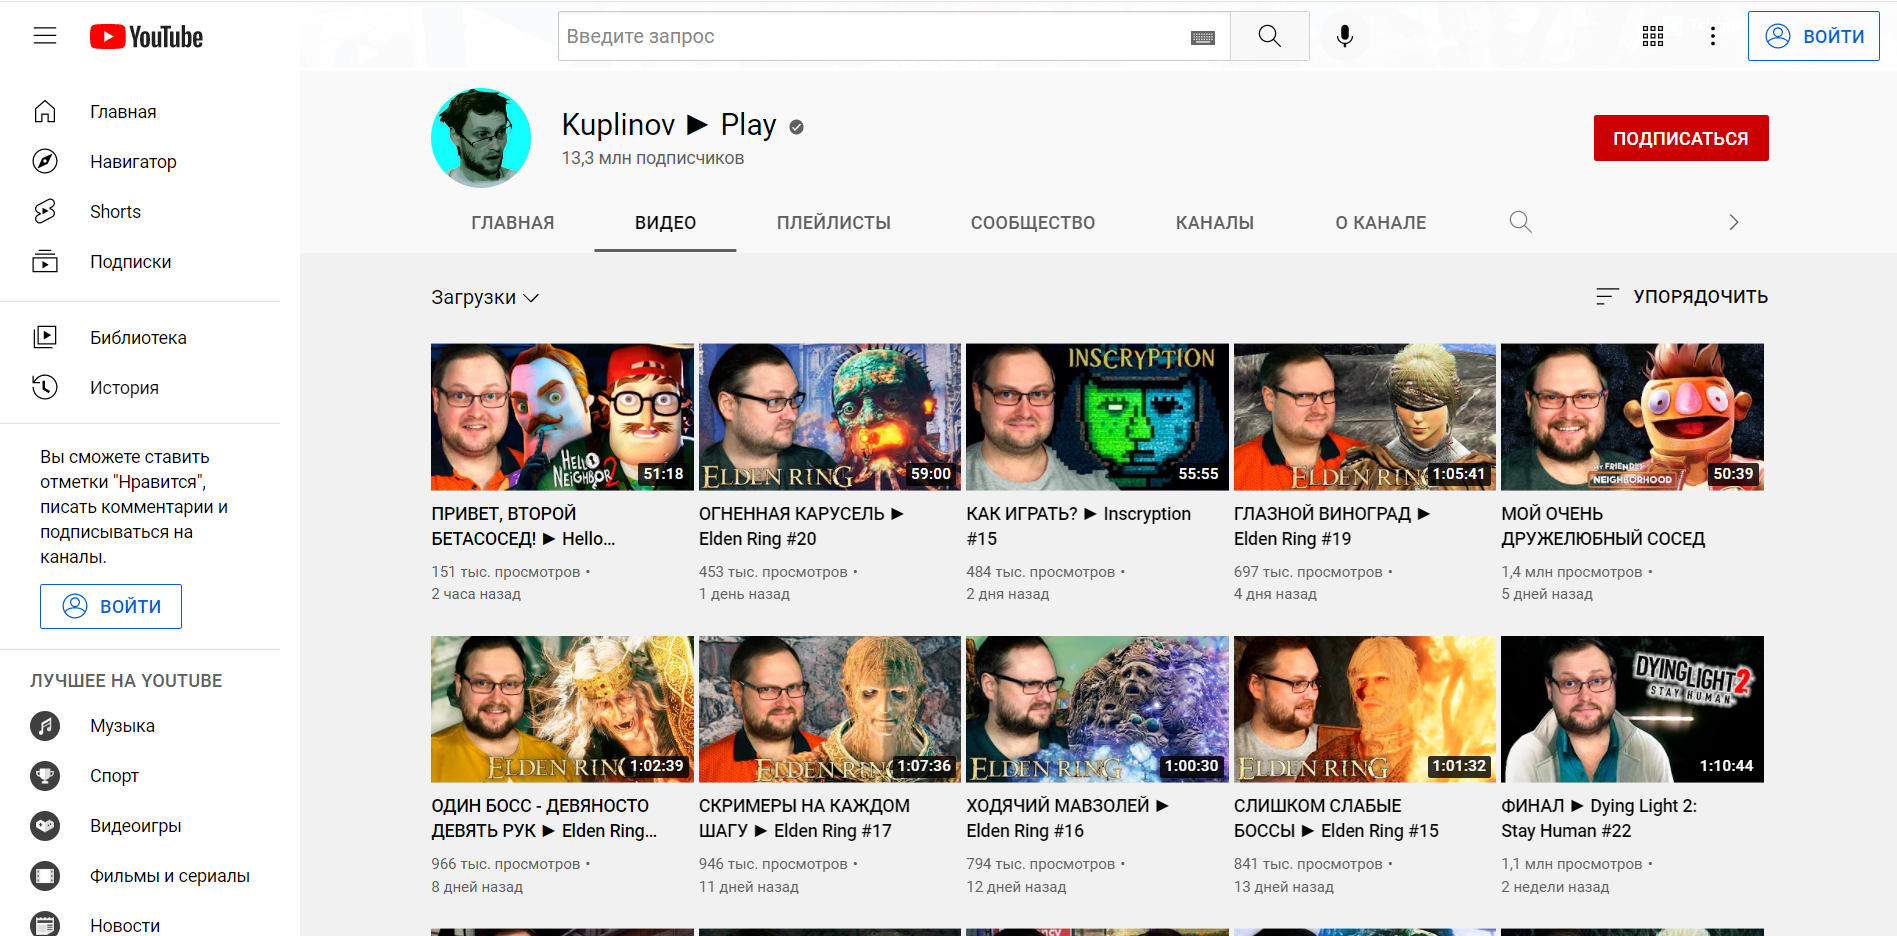 YouTube
Введите запрос
ВОЙТИ
Главная
Навигатор
Shorts
Подписки
Библиотека
История
Вы сможете ставить
отметки "Нравится",
писать комментарии и
подписываться на
каналы.
ВОЙТИ
ЛУЧШЕЕ НА YOUTUBE
Музыка
Спорт
Видеоигры
Фильмы и сериалы
Новости
Kuplinov ► Play
13,3 млн подписчиков
ПОДПИСАТЬСЯ
ГЛАВНАЯ ВИДЕО ПЛЕЙЛИСТЫ СООБЩЕСТВО КАНАЛЫ О КАНАЛЕ
Загрузки
УПОРЯДОЧИТЬ
HELLO
NEIGHBOR
2
51:18
ПРИВЕТ, ВТОРОЙ
БЕТАСОСЕД! ► Hello...
151 тыс. просмотров •
2 часа назад
ELDEN RING
59:00
ОГНЕННАЯ КАРУСЕЛЬ ►
Elden Ring #20
453 тыс. просмотров •
1 день назад
INSCRYPTION
55:55
КАК ИГРАТЬ? ► Inscryption
#15
484 тыс. просмотров •
2 дня назад
ELDEN RING
1:05:41
ГЛАЗНОЙ ВИНОГРАД ►
Elden Ring #19
697 тыс. просмотров •
4 дня назад
MY FRIENDLY
NEIGHBORHOOD
50:39
МОЙ ОЧЕНЬ
ДРУЖЕЛЮБНЫЙ СОСЕД
1,4 млн просмотров •
5 дней назад
ELDEN RING
1:02:39
ОДИН БОСС - ДЕВЯНОСТО
ДЕВЯТЬ РУК ► Elden Ring...
966 тыс. просмотров •
8 дней назад
ELDEN RING
1:07:36
СКРИМЕРЫ НА КАЖДОМ
ШАГУ ► Elden Ring #17
946 тыс. просмотров •
11 дней назад
ELDEN RING
1:00:30
ХОДЯЧИЙ МАВЗОЛЕЙ ►
Elden Ring #16
794 тыс. просмотров •
12 дней назад
ELDEN RING
1:01:32
СЛИШКОМ СЛАБЫЕ
БОССЫ ► Elden Ring #15
841 тыс. просмотров •
13 дней назад
DYING LIGHT 2
STAY HUMAN
1:10:44
ФИНАЛ ► Dying Light 2:
Stay Human #22
1,1 млн просмотров •
2 недели назад